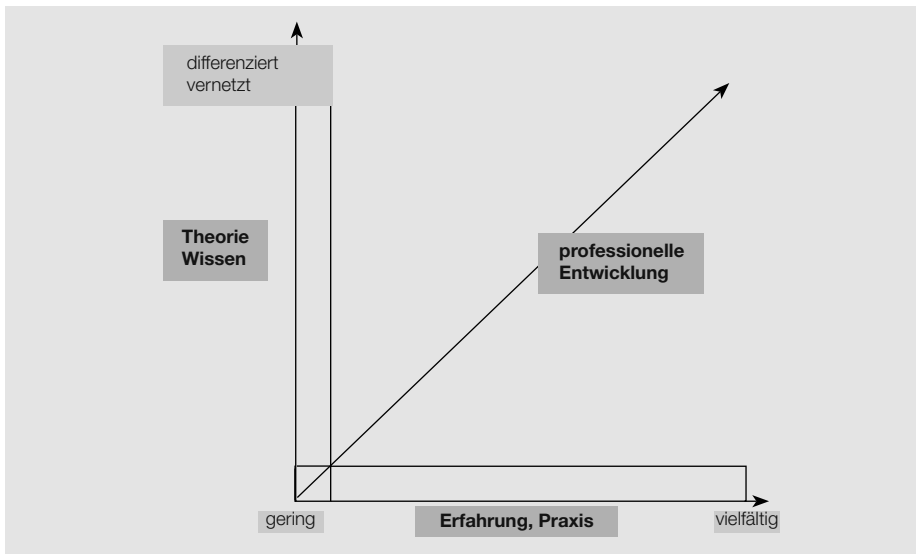 differenziert
vernetzt
Theorie
Wissen
professionelle
Entwicklung
gering
Erfahrung, Praxis
vielfältig